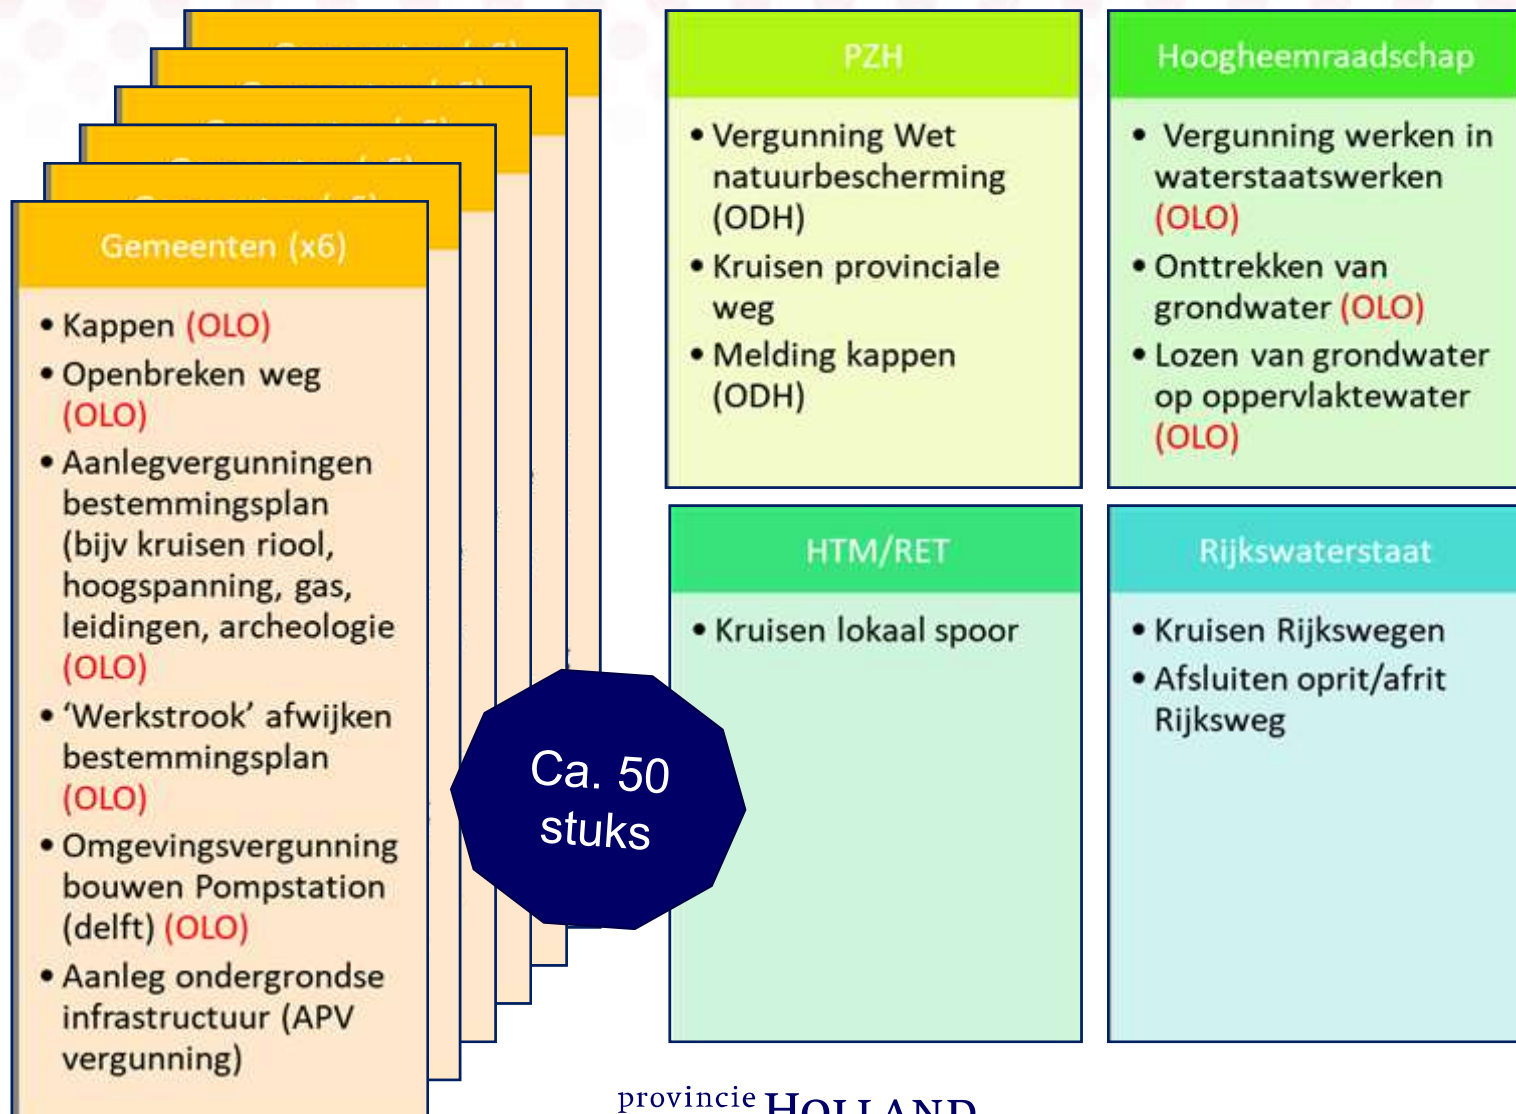 Gemeenten (x6)
• Kappen (OLO)
• Openbreken weg
(OLO)
• Aanlegvergunningen
bestemmingsplan
(bijv kruisen riool,
hoogspanning, gas,
leidingen, archeologie
(OLO)
• ‘Werkstrook’ afwijken
bestemmingsplan
(OLO)
• Omgevingsvergunning
bouwen Pompstation
(delft) (OLO)
• Aanleg ondergrondse
infrastructuur (APV
vergunning)
Ca. 50
stuks
PZH
• Vergunning Wet
natuurbescherming
(ODH)
• Kruisen provinciale
weg
• Melding kappen
(ODH)
Hoogheemraadschap
• Vergunning werken in
waterstaatswerken
(OLO)
• Onttrekken van
grondwater (OLO)
• Lozen van grondwater
op oppervlaktewater
(OLO)
HTM/RET
• Kruisen lokaal spoor
Rijkswaterstaat
• Kruisen Rijkswegen
• Afsluiten oprit/afrit
Rijksweg
provincie HOLLAND